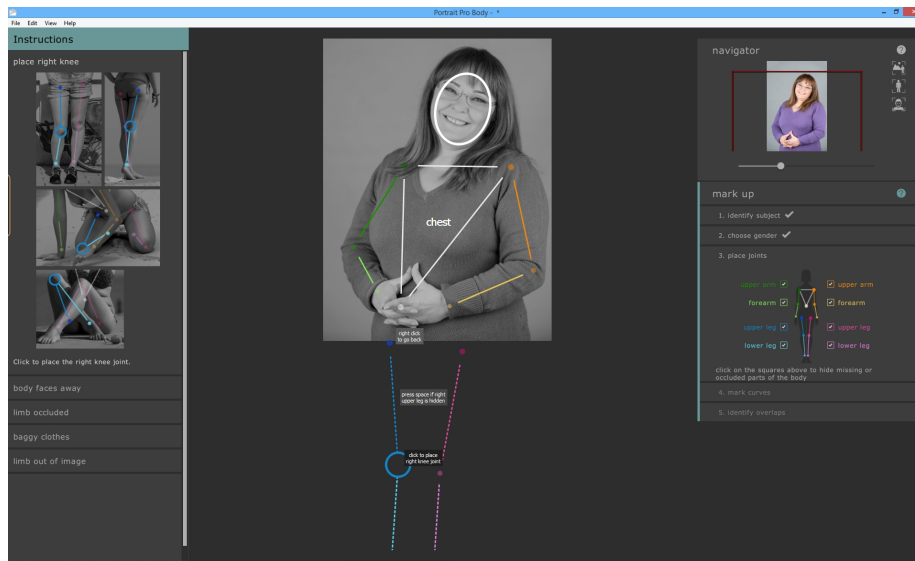 Portrait Pro Body - *
File Edit View Help
Instructions
place right knee
Click to place the right knee joint.
body faces away
limb occluded
baggy clothes
limb out of image
chest
right click
to go back
press space if right
upper leg is hidden
click to place
right knee joint
navigator
?
mark up
?
1. identify subject
2. choose gender
3. place joints
upper arm
upper arm
forearm
forearm
upper leg
upper leg
lower leg
lower leg
click on the squares above to hide missing or
occluded parts of the body
4. mark curves
5. identify overlaps